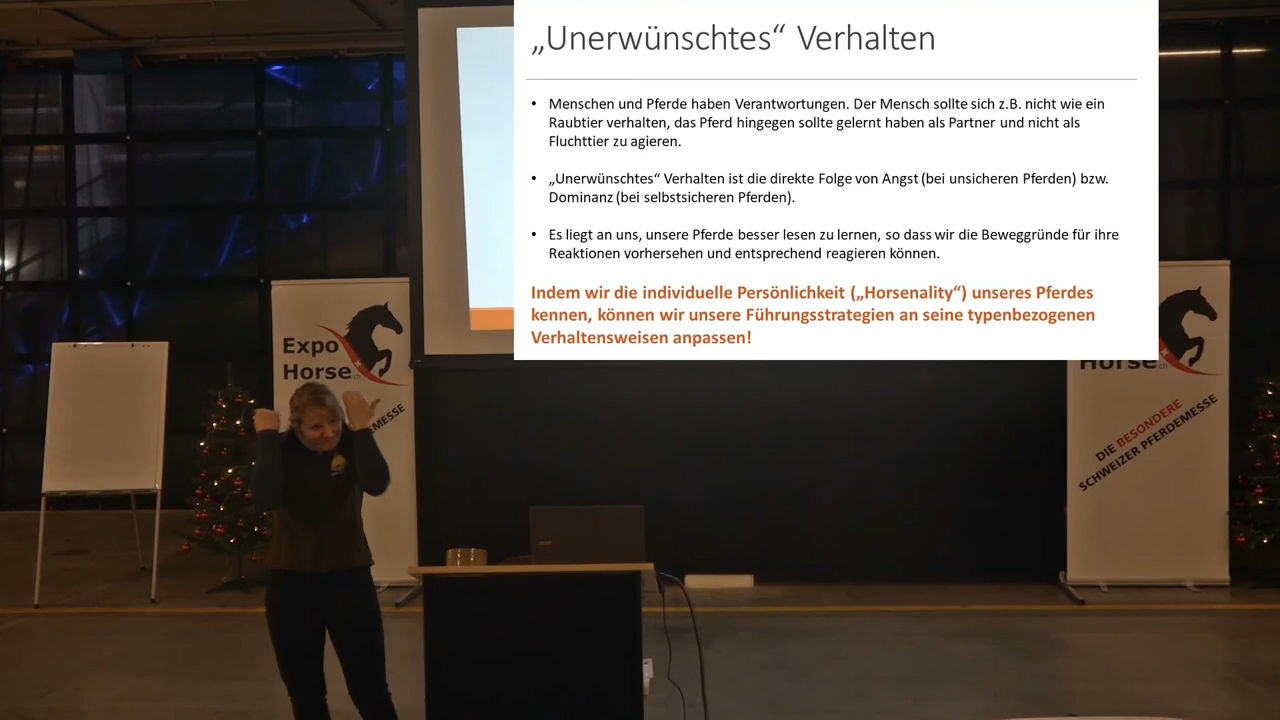 „Unerwünschtes“ Verhalten
• Menschen und Pferde haben Verantwortungen. Der Mensch sollte sich z.B. nicht wie ein
Raubtier verhalten, das Pferd hingegen sollte gelernt haben als Partner und nicht als
Fluchttier zu agieren.
• „Unerwünschtes“ Verhalten ist die direkte Folge von Angst (bei unsicheren Pferden) bzw.
Dominanz (bei selbstsicheren Pferden).
• Es liegt an uns, unsere Pferde besser lesen zu lernen, so dass wir die Beweggründe für ihre
Reaktionen vorhersehen und entsprechend reagieren können.
Indem wir die individuelle Persönlichkeit („Horsenality“) unseres Pferdes
kennen, können wir unsere Führungsstrategien an seine typenbezogenen
Verhaltensweisen anpassen!
Expo
Horse.ch
LMESSE
Horse.ch
DIE BESONDERE
SCHWEIZER PFERDEMESSE
acer